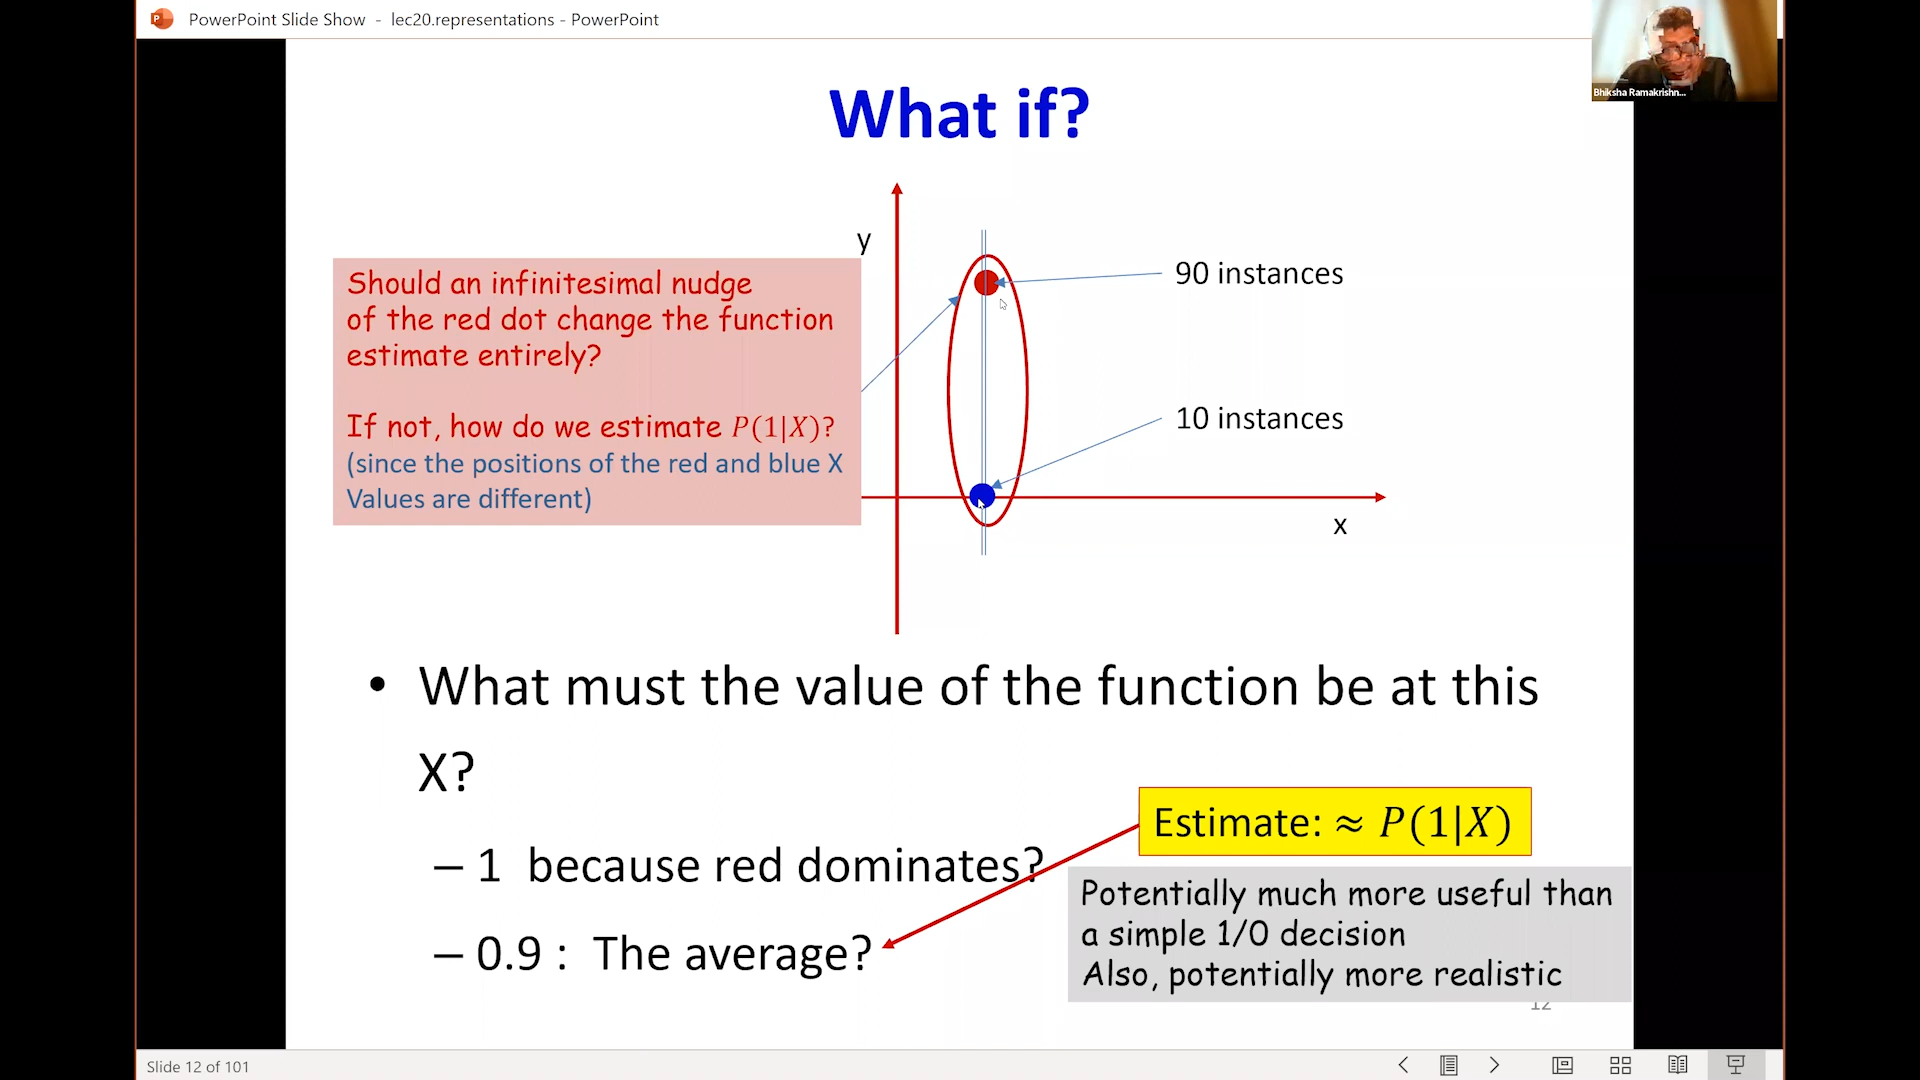 PowerPoint Slide Show - lec20.representations - PowerPoint
Bhiksha Ramakrishn...
What if?
y
Should an infinitesimal nudge
of the red dot change the function
estimate entirely?
If not, how do we estimate P(1|X)?
(since the positions of the red and blue X
Values are different)
90 instances
10 instances
x
• What must the value of the function be at this
X?
– 1 because red dominates?
– 0.9 : The average?
Estimate: ≈ P(1|X)
Potentially much more useful than
a simple 1/0 decision
Also, potentially more realistic
12
Slide 12 of 101